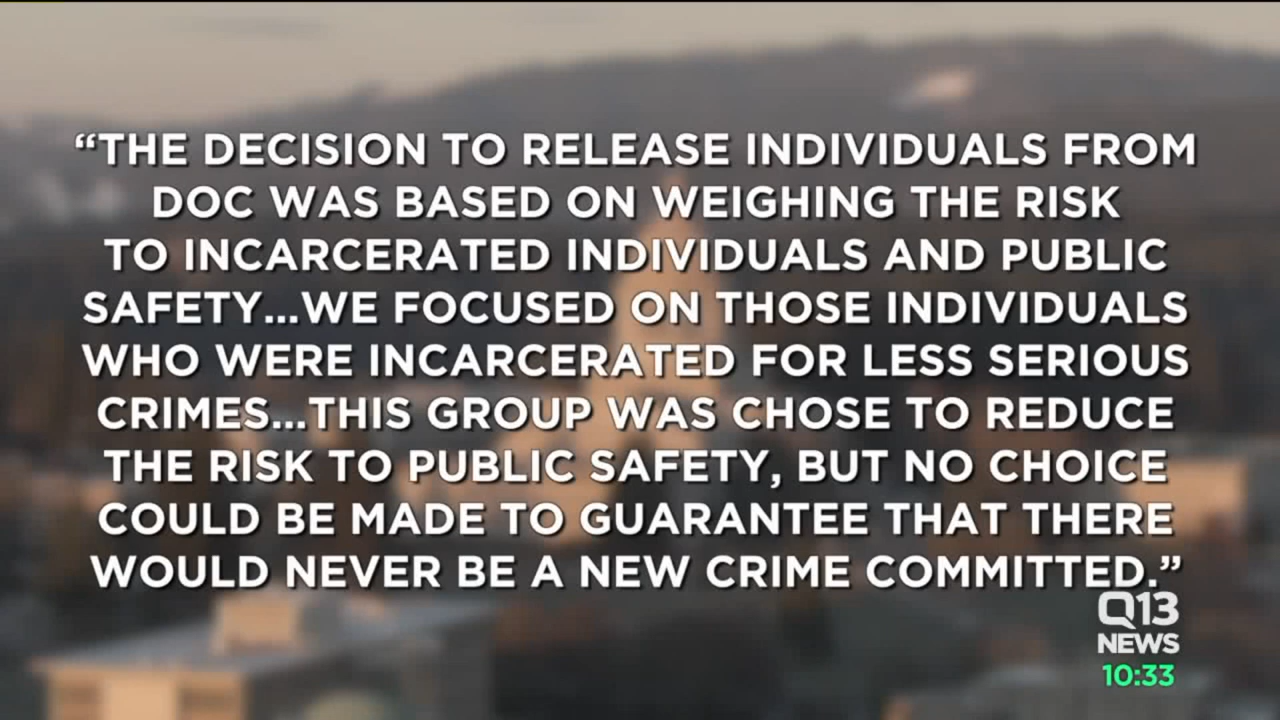 “THE DECISION TO RELEASE INDIVIDUALS FROM
DOC WAS BASED ON WEIGHING THE RISK
TO INCARCERATED INDIVIDUALS AND PUBLIC
SAFETY...WE FOCUSED ON THOSE INDIVIDUALS
WHO WERE INCARCERATED FOR LESS SERIOUS
CRIMES...THIS GROUP WAS CHOSE TO REDUCE
THE RISK TO PUBLIC SAFETY, BUT NO CHOICE
COULD BE MADE TO GUARANTEE THAT THERE
WOULD NEVER BE A NEW CRIME COMMITTED.”
Q13
NEWS
10:33